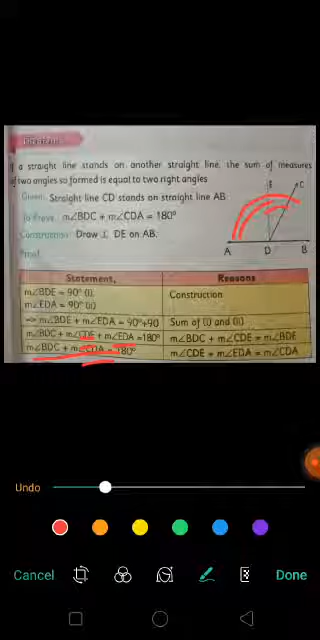 Theorem
a straight line stands on another straight line, the sum of measures
of two angles so formed is equal to two right angles
Given: Straight line CD stands on straight line AB.
To Prove: m∠BDC + m∠CDA = 180°
Construction: Draw ⊥ DE on AB.
Proof
E C
A D B
Statement. Reasons
m∠BDE = 90° (i) Construction
m∠EDA = 90° (ii)
=> m∠BDE + m∠EDA = 90°+90 Sum of (i) and (ii)
m∠BDC + m∠CDE + m∠EDA =180° m∠BDC + m∠CDE = m∠BDE
m∠BDC + m∠CDA = 180° m∠CDE + m∠EDA = m∠CDA
Undo
Cancel Done